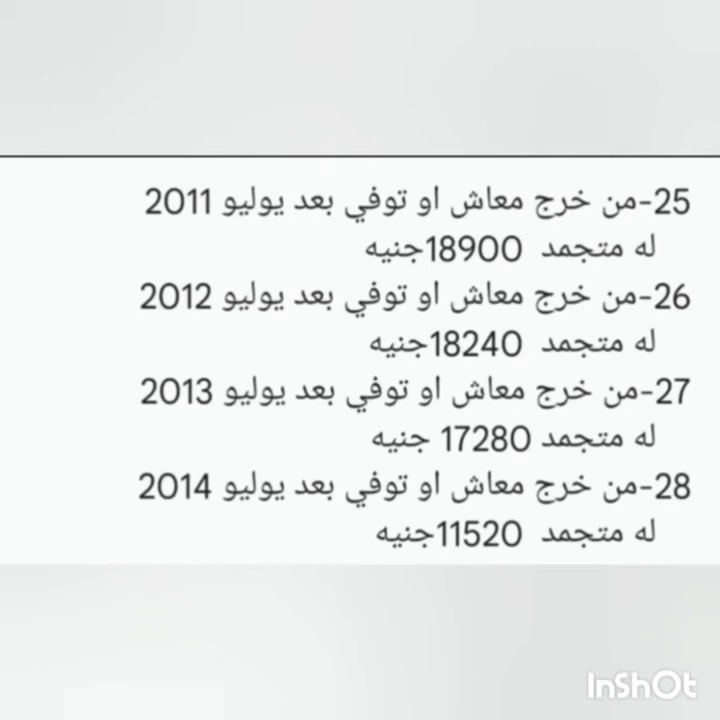 25-من خرج معاش او توفي بعد يوليو 2011
له متجمد 18900جنيه
26-من خرج معاش او توفي بعد يوليو 2012
له متجمد 18240جنيه
27-من خرج معاش او توفي بعد يوليو 2013
له متجمد 17280 جنيه
28-من خرج معاش او توفي بعد يوليو 2014
له متجمد 11520جنيه
InShOt